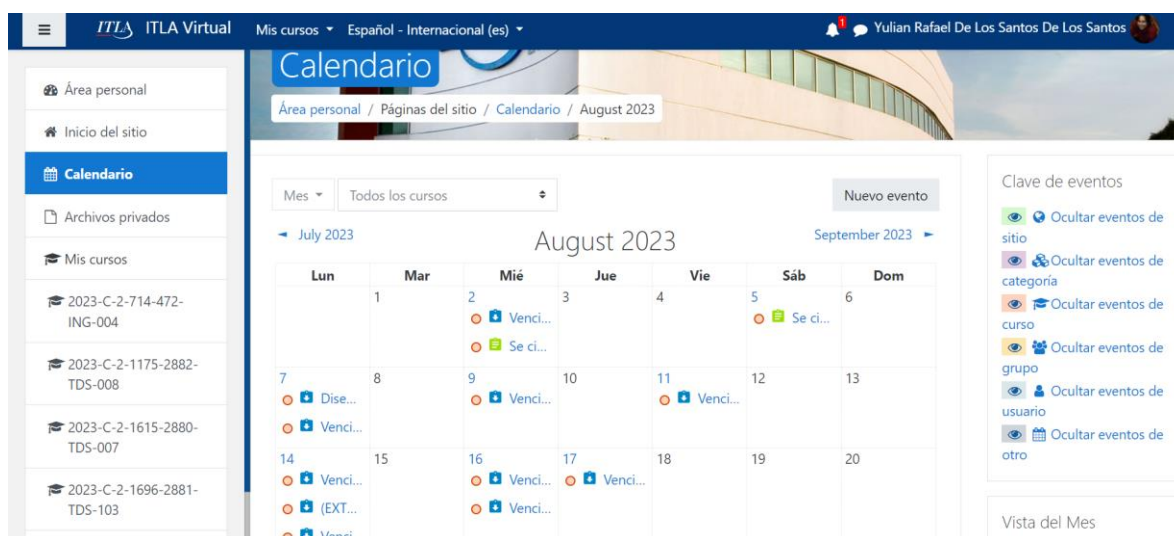 ITLA ITLA Virtual Mis cursos Español - Internacional (es) 1 Yulian Rafael De Los Santos De Los Santos
Área personal
Inicio del sitio
Calendario
Archivos privados
Mis cursos
2023-C-2-714-472-
ING-004
2023-C-2-1175-2882-
TDS-008
2023-C-2-1615-2880-
TDS-007
2023-C-2-1696-2881-
TDS-103
Calendario
Área personal / Páginas del sitio / Calendario / August 2023
Mes Todos los cursos Nuevo evento
July 2023 August 2023 September 2023
Lun Mar Mié Jue Vie Sáb Dom
1 2 3 4 5 6
Venci... Se ci...
Se ci...
7 8 9 10 11 12 13
Dise... Venci... Venci...
Venci...
14 15 16 17 18 19 20
Venci... Venci... Venci...
(EXT... Venci...
Venci...
Clave de eventos
Ocultar eventos de
sitio
Ocultar eventos de
categoría
Ocultar eventos de
curso
Ocultar eventos de
grupo
Ocultar eventos de
usuario
Ocultar eventos de
otro
Vista del Mes